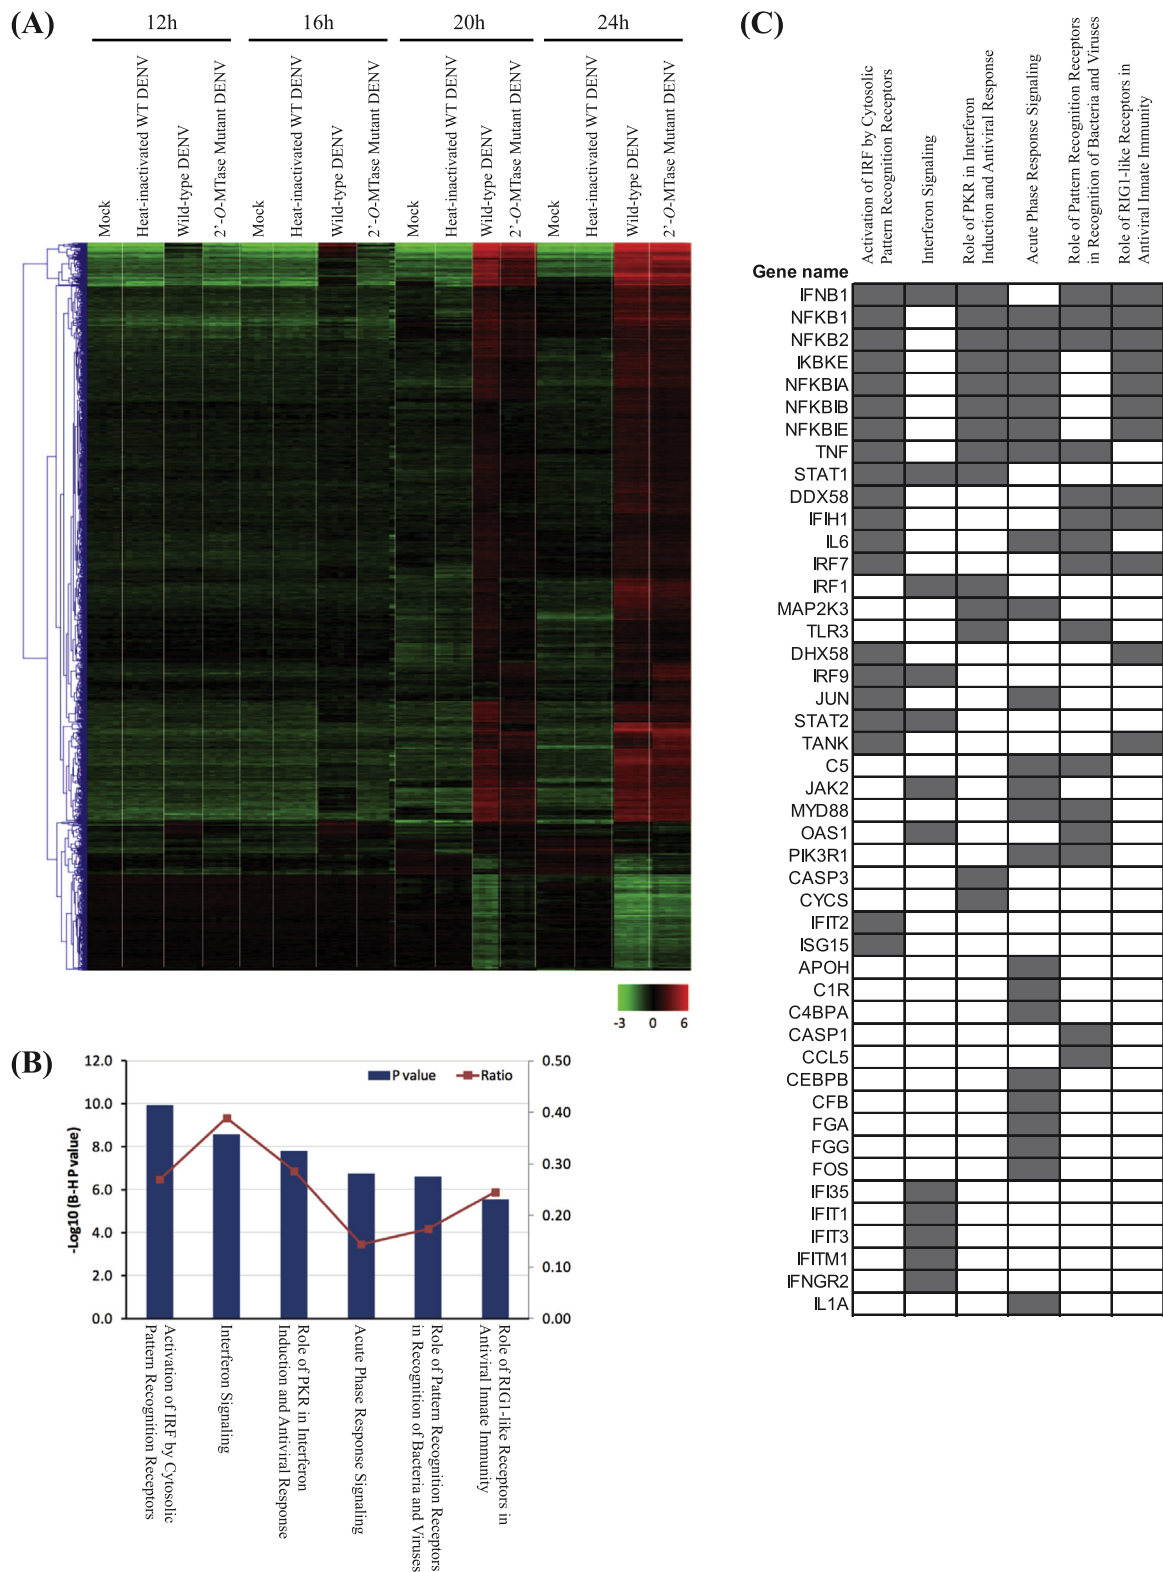 (A)
12h
16h
20h
24h
Mock
Heat-inactivated WT DENV
Wild-type DENV
2'-O-MTase Mutant DENV
Mock
Heat-inactivated WT DENV
Wild-type DENV
2'-O-MTase Mutant DENV
Mock
Heat-inactivated WT DENV
Wild-type DENV
2'-O-MTase Mutant DENV
Mock
Heat-inactivated WT DENV
Wild-type DENV
2'-O-MTase Mutant DENV
-3 0 6
(B)
P value
Ratio
-Log10 (B-H P value)
12.0
10.0
8.0
6.0
4.0
2.0
0.0
0.50
0.40
0.30
0.20
0.10
0.00
Activation of IRF by Cytosolic
Pattern Recognition Receptors
Interferon Signaling
Role of PKR in Interferon
Induction and Antiviral Response
Acute Phase Response Signaling
Role of Pattern Recognition Receptors
in Recognition of Bacteria and Viruses
Role of RIG1-like Receptors in
Antiviral Innate Immunity
(C)
Activation of IRF by Cytosolic
Pattern Recognition Receptors
Interferon Signaling
Role of PKR in Interferon
Induction and Antiviral Response
Acute Phase Response Signaling
Role of Pattern Recognition Receptors
in Recognition of Bacteria and Viruses
Role of RIG1-like Receptors in
Antiviral Innate Immunity
Gene name
IFNB1
NFKB1
NFKB2
IKBKE
NFKBIA
NFKBIB
NFKBIE
TNF
STAT1
DDX58
IFIH1
IL6
IRF7
IRF1
MAP2K3
TLR3
DHX58
IRF9
JUN
STAT2
TANK
C5
JAK2
MYD88
OAS1
PIK3R1
CASP3
CYCS
IFIT2
ISG15
APOH
C1R
C4BPA
CASP1
CCL5
CEBPB
CFB
FGA
FGG
FOS
IFI35
IFIT1
IFIT3
IFITM1
IFNGR2
IL1A